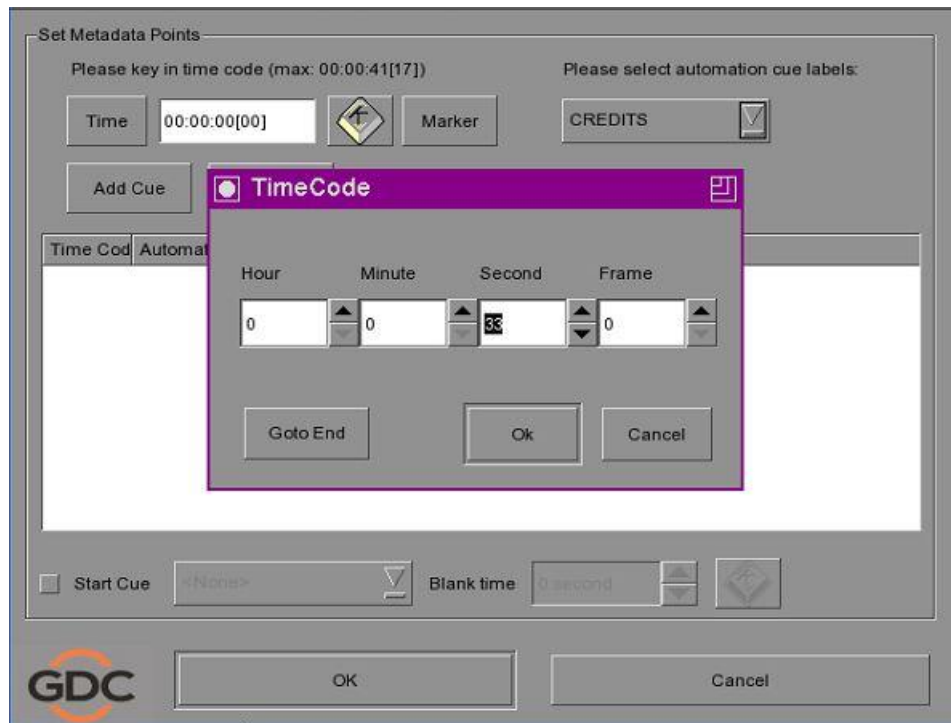 Set Metadata Points
Please key in time code (max: 00:00:41[17])
Please select automation cue labels:
Time
00:00:00[00]
Marker
CREDITS
Add Cue
TimeCode
Time Cod
Automat
Hour
Minute
Second
Frame
0
0
33
0
Goto End
Ok
Cancel
Start Cue
<None>
Blank time
0 second
GDC
OK
Cancel